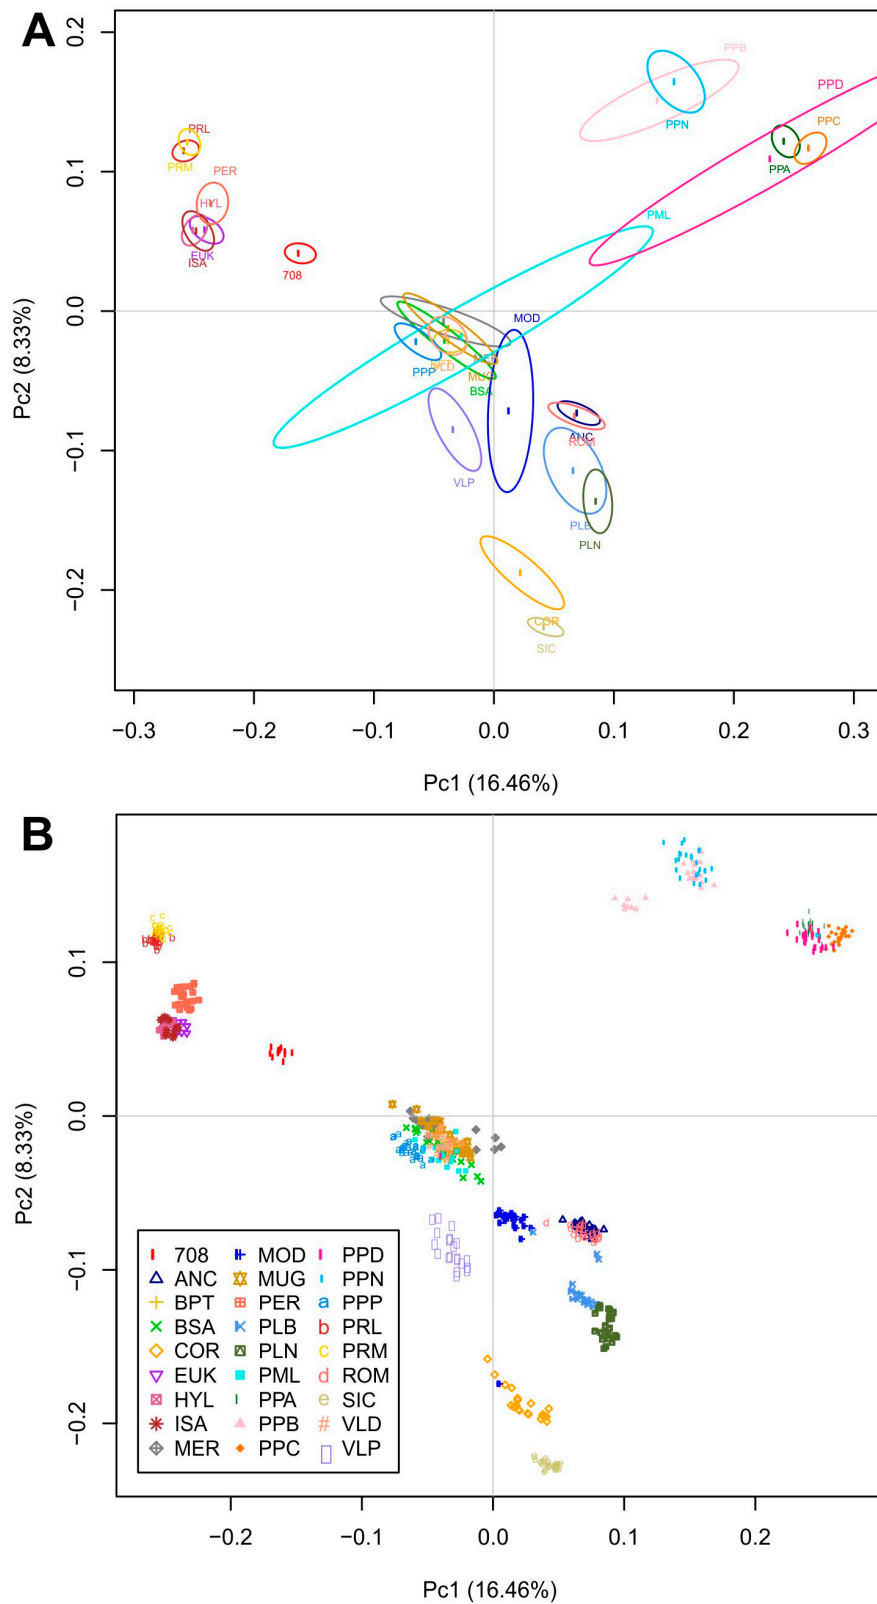 A
0.2
0.1
0.0
−0.1
−0.2
Pc2 (8.33%)
PPB
PPN
PPD
PPC
PPA
PRL
PRM
PER
HYL
EUK
ISA
708
PML
MOD
PPP
MUG
BSA
VLP
ANC
ROM
PLB
PLN
COR
SIC
−0.3
−0.2
−0.1
0.0
0.1
0.2
0.3
Pc1 (16.46%)
B
0.1
0.0
−0.1
−0.2
Pc2 (8.33%)
708 MOD PPD
ANC MUG PPN
BPT PER a PPP
BSA PLB b PRL
COR PLN c PRM
EUK PML d ROM
HYL PPA e SIC
ISA PPB # VLD
MER PPC VLP
−0.2
−0.1
0.0
0.1
0.2
Pc1 (16.46%)